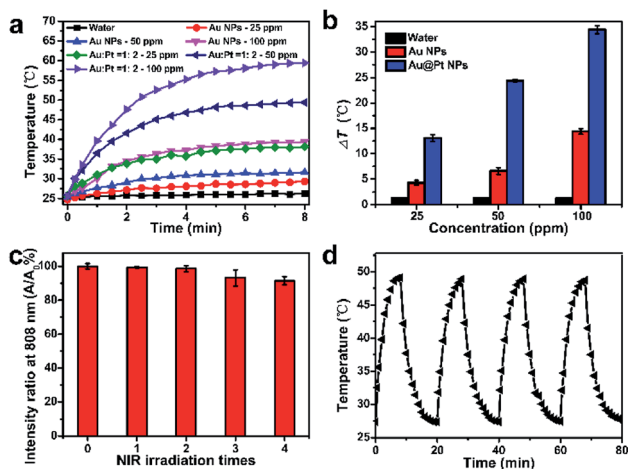 a
Temperature (℃)
70
65
60
55
50
45
40
35
30
25
Water
Au NPs - 25 ppm
Au NPs - 50 ppm
Au NPs - 100 ppm
Au:Pt =1: 2 - 25 ppm
Au:Pt =1: 2 - 50 ppm
Au:Pt =1: 2 - 100 ppm
0 2 4 6 8
Time (min)
b
ΔT (℃)
35
30
25
20
15
10
5
0
Water
Au NPs
Au@Pt NPs
25 50 100
Concentration (ppm)
c
Intensity ratio at 808 nm (A/A0%)
100
80
60
40
20
0
0 1 2 3 4
NIR irradiation times
d
Temperature (℃)
50
45
40
35
30
25
0 20 40 60 80
Time (min)